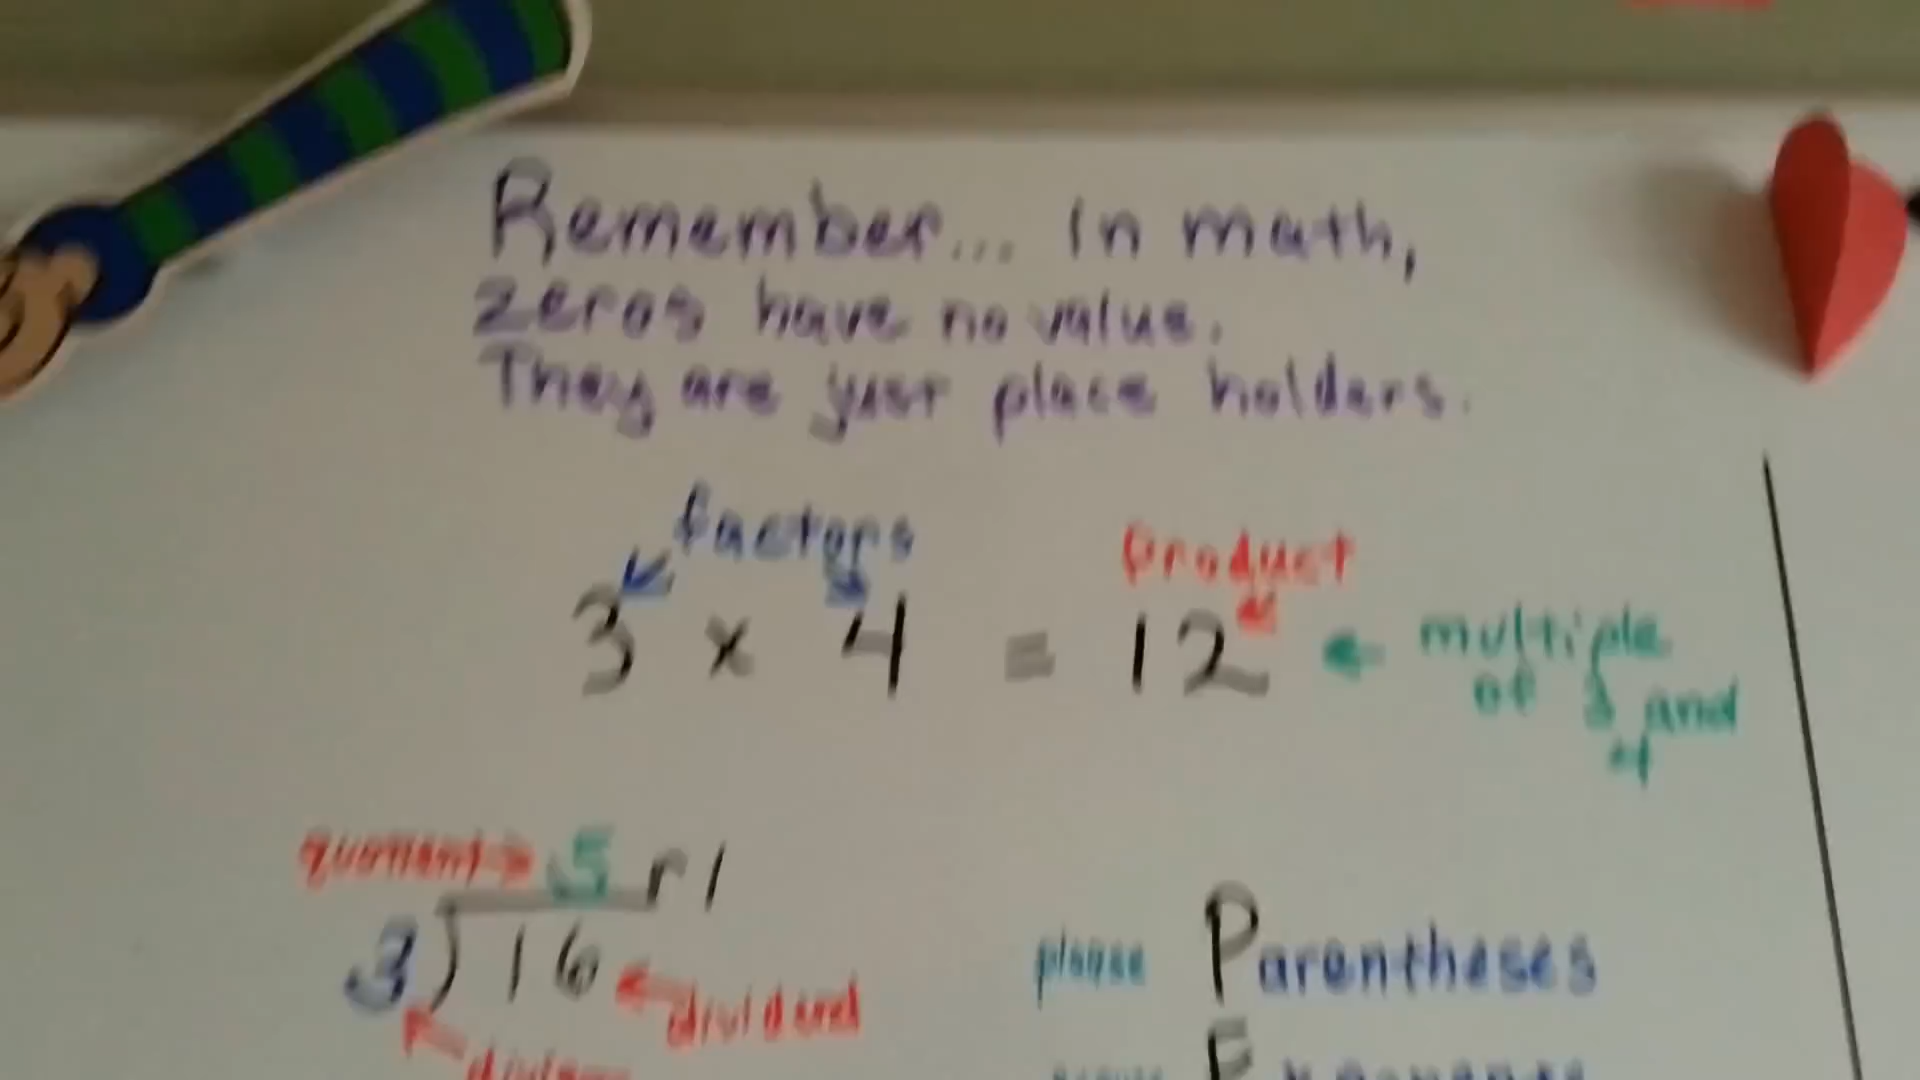 Remember... in math,
zeros have no value.
They are just place holders.
factors
product
3 x 4 = 12 ← multiple
of 3 and
4
quotient → 5 r 1
3 16 ← dividend
please Parentheses